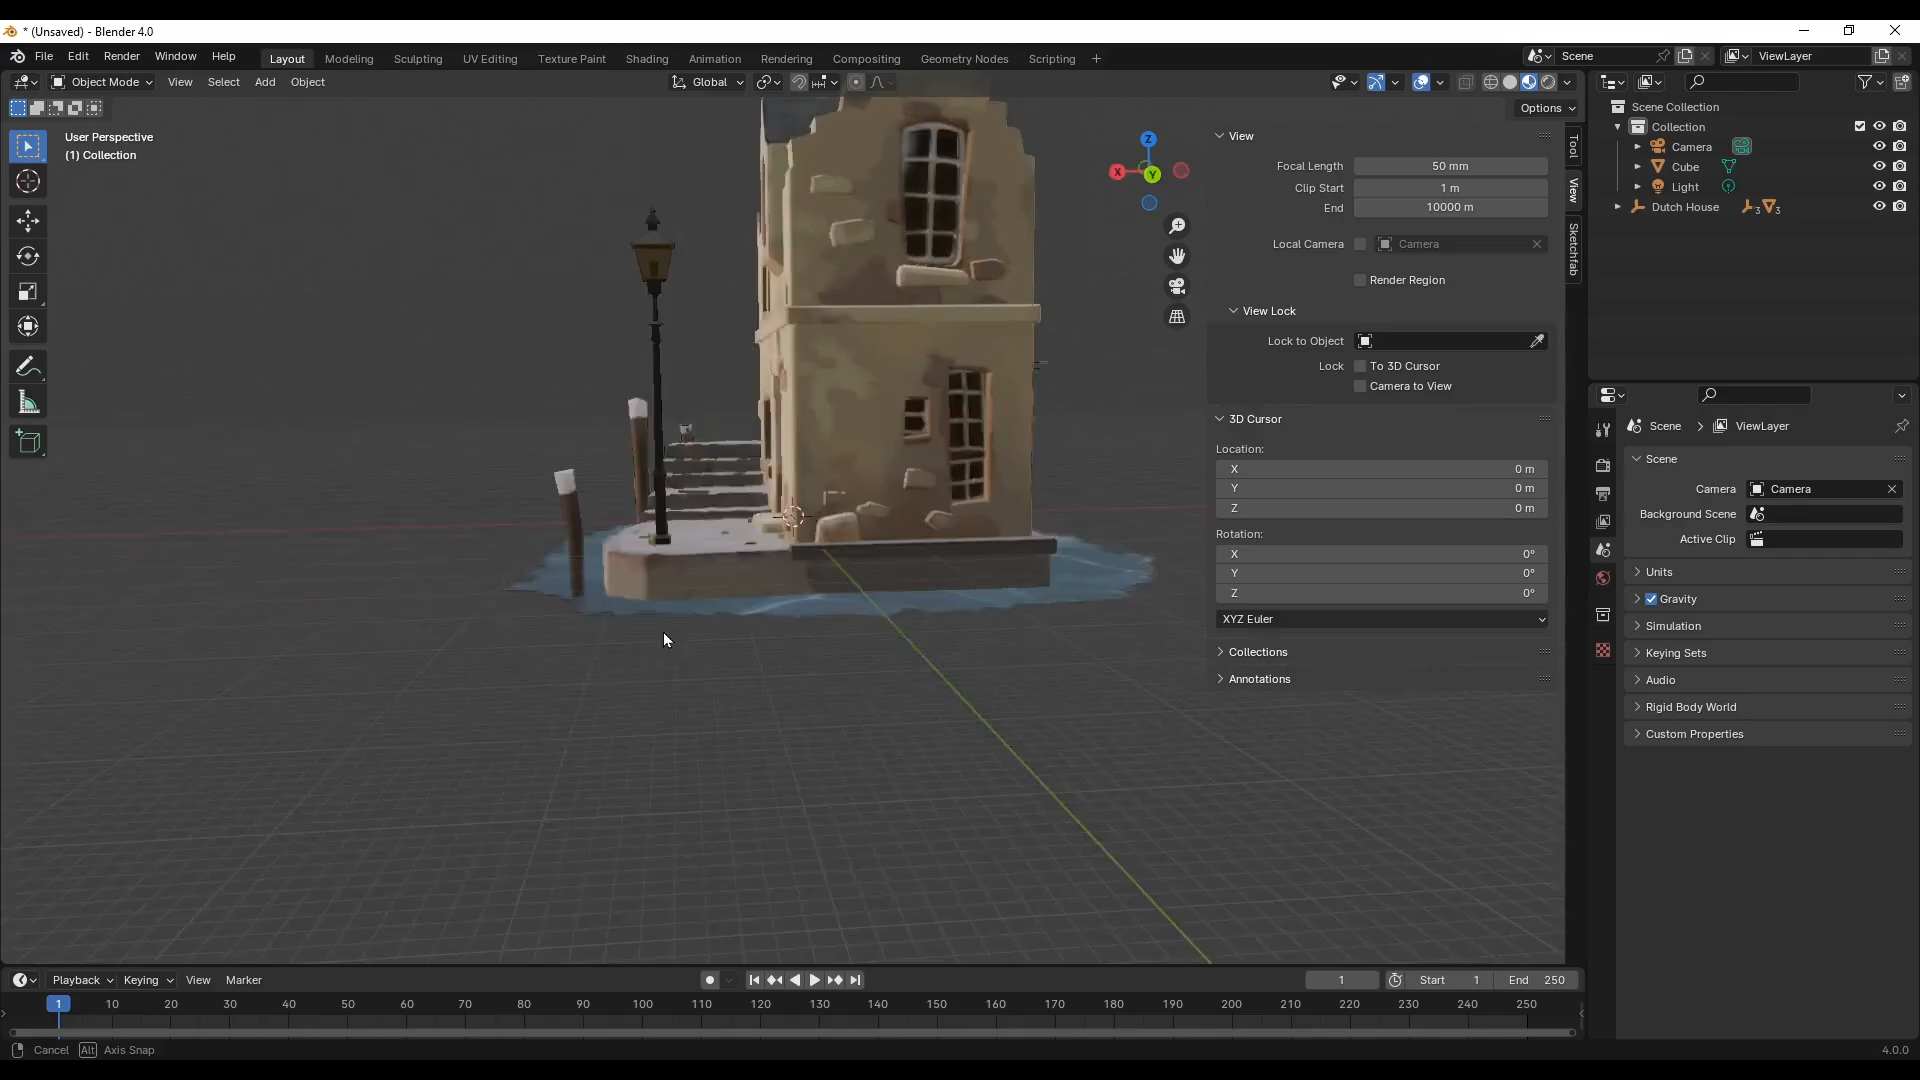 * (Unsaved) - Blender 4.0
File Edit Render Window Help Layout Modeling Sculpting UV Editing Texture Paint Shading Animation Rendering Compositing Geometry Nodes Scripting + Scene ViewLayer
Object Mode View Select Add Object Global
Options
User Perspective
(1) Collection
Z
X
Y
View
Focal Length 50 mm
Clip Start 1 m
End 10000 m
Local Camera Camera
Render Region
View Lock
Lock to Object
Lock To 3D Cursor
Camera to View
3D Cursor
Location:
X 0 m
Y 0 m
Z 0 m
Rotation:
X 0°
Y 0°
Z 0°
XYZ Euler
Collections
Annotations
Tool
View
Sketchfab
Scene Collection
Collection
Camera
Cube
Light
Dutch House 3 3
Scene > ViewLayer
Scene
Camera Camera
Background Scene
Active Clip
Units
Gravity
Simulation
Keying Sets
Audio
Rigid Body World
Custom Properties
Playback Keying View Marker 1 Start 1 End 250
1 10 20 30 40 50 60 70 80 90 100 110 120 130 140 150 160 170 180 190 200 210 220 230 240 250
Cancel Alt Axis Snap 4.0.0